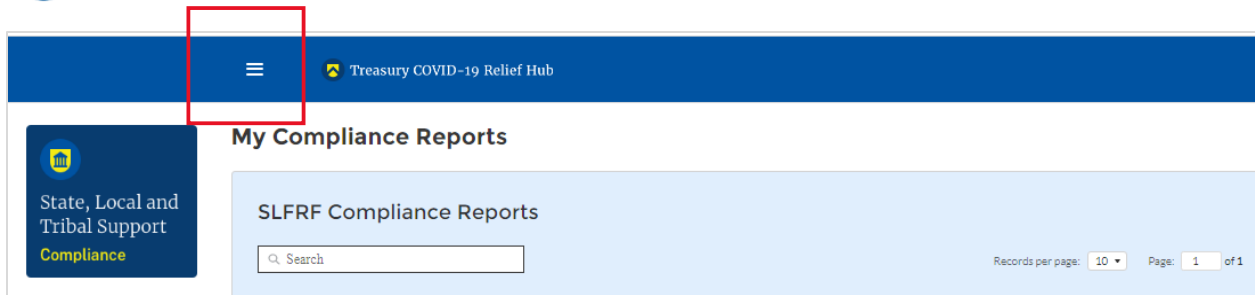 Treasury COVID-19 Relief Hub
My Compliance Reports
State, Local and
Tribal Support
Compliance
SLFRF Compliance Reports
Search
Records per page: 10 Page: 1 of 1